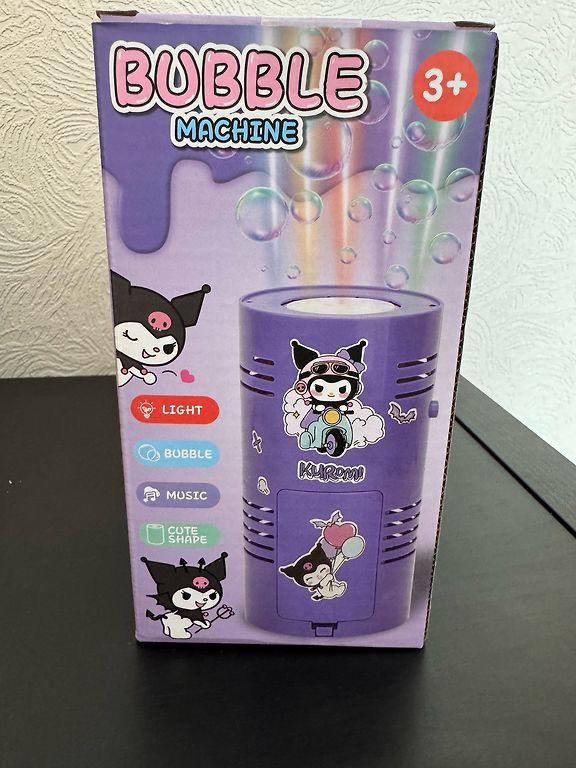 BUBBLE
MACHINE
3+
LIGHT
BUBBLE
MUSIC
CUTE
SHAPE
KUROMI